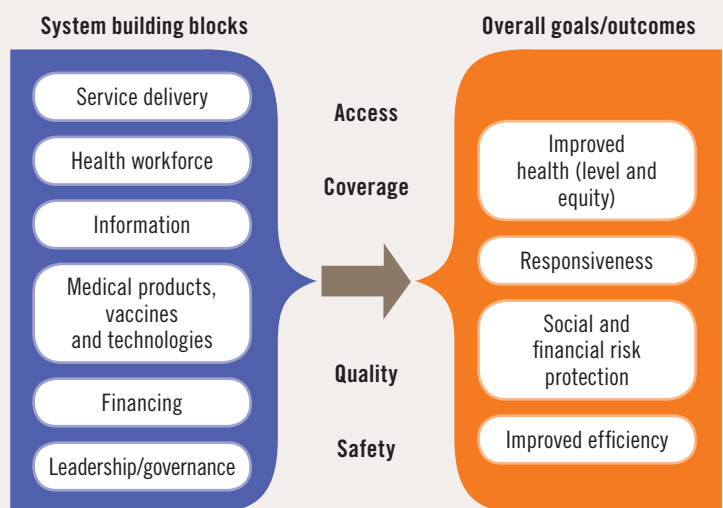 System building blocks
Service delivery
Health workforce
Information
Medical products,
vaccines
and technologies
Financing
Leadership/governance
Access
Coverage
Quality
Safety
Overall goals/outcomes
Improved
health (level and
equity)
Responsiveness
Social and
financial risk
protection
Improved efficiency